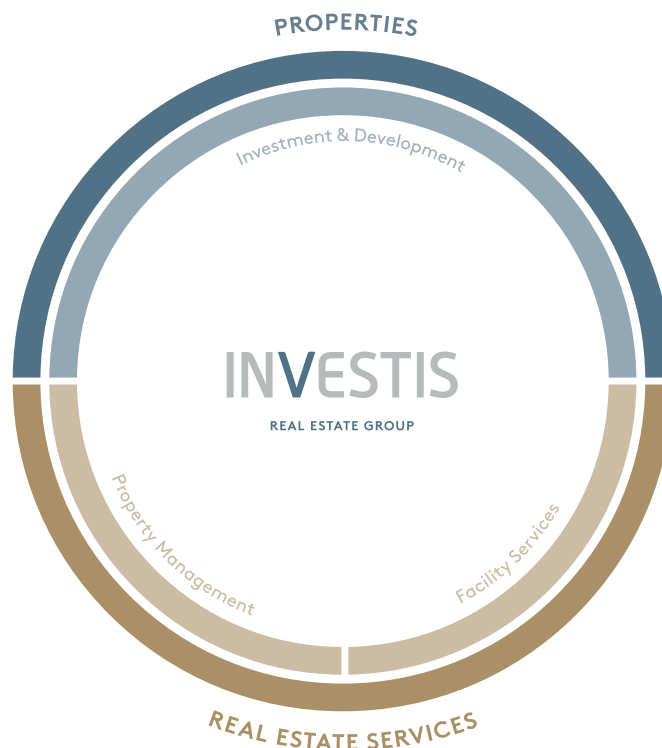 PROPERTIES
Investment & Development
INVESTIS
REAL ESTATE GROUP
Property Management
Facility Services
REAL ESTATE SERVICES